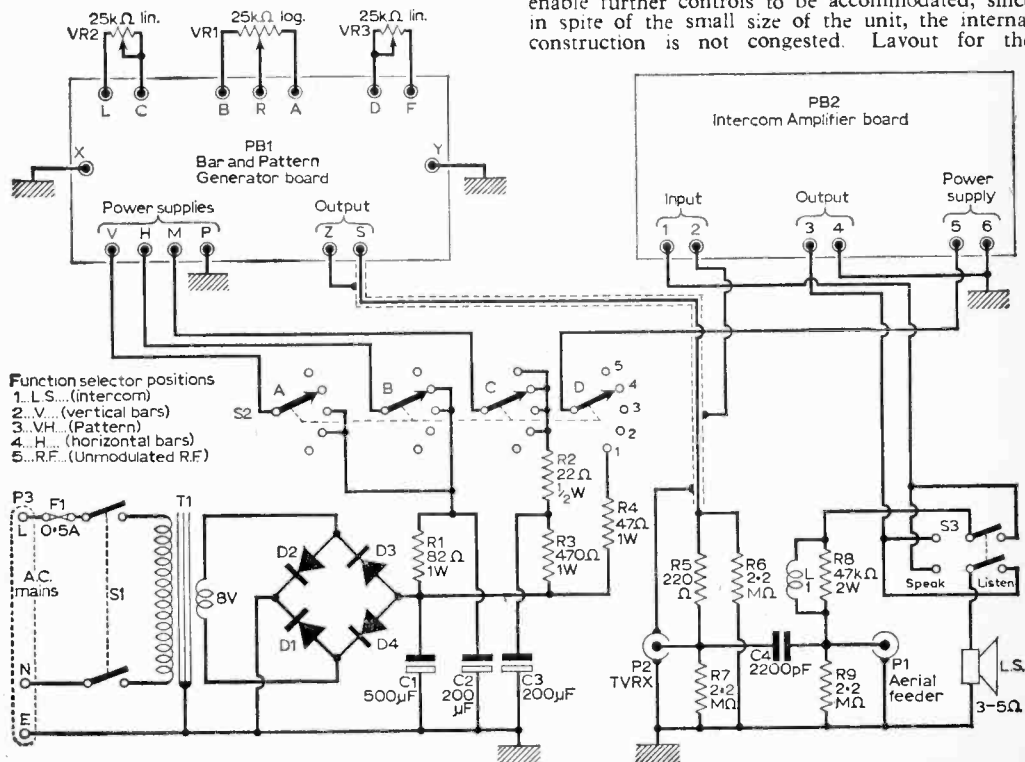 enable further controls to be accommodated, since
in spite of the small size of the unit, the internal
construction is not congested. Layout for the
25kΩ lin.
VR2
25kΩ log.
VR1
25kΩ lin.
VR3
L C B R A D F
X
Y
PB1
Bar and Pattern
Generator board
Power supplies
V H M P
Output
Z S
PB2
Intercom Amplifier board
Input
1 2
Output
3 4
Power
supply
5 6
Function selector positions
1...L.S....(intercom)
2...V....(vertical bars)
3...V.H....(Pattern)
4...H....(horizontal bars)
5...R.F...(Unmodulated R.F)
S2
A
B
C
D
5
4
3
2
1
R2
22Ω
½W
R4
47Ω
1W
P3
L
F1
0·5A
A.C.
mains
S1
N
E
T1
8V
D2
D3
D1
D4
R1
82Ω
1W
R3
470Ω
1W
C1
500µF
C2
200
µF
C3
200µF
R5
220
Ω
R6
2·2
MΩ
L
1
R8
47kΩ
2W
S3
Speak
Listen
P2
TVRX
C4
2200pF
R7
2·2
MΩ
R9
2·2
MΩ
P1
Aerial
feeder
L.S.
3-5Ω